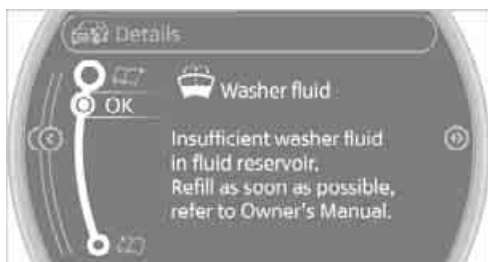 Details
OK
Washer fluid
Insufficient washer fluid
in fluid reservoir.
Refill as soon as possible,
refer to Owner's Manual.